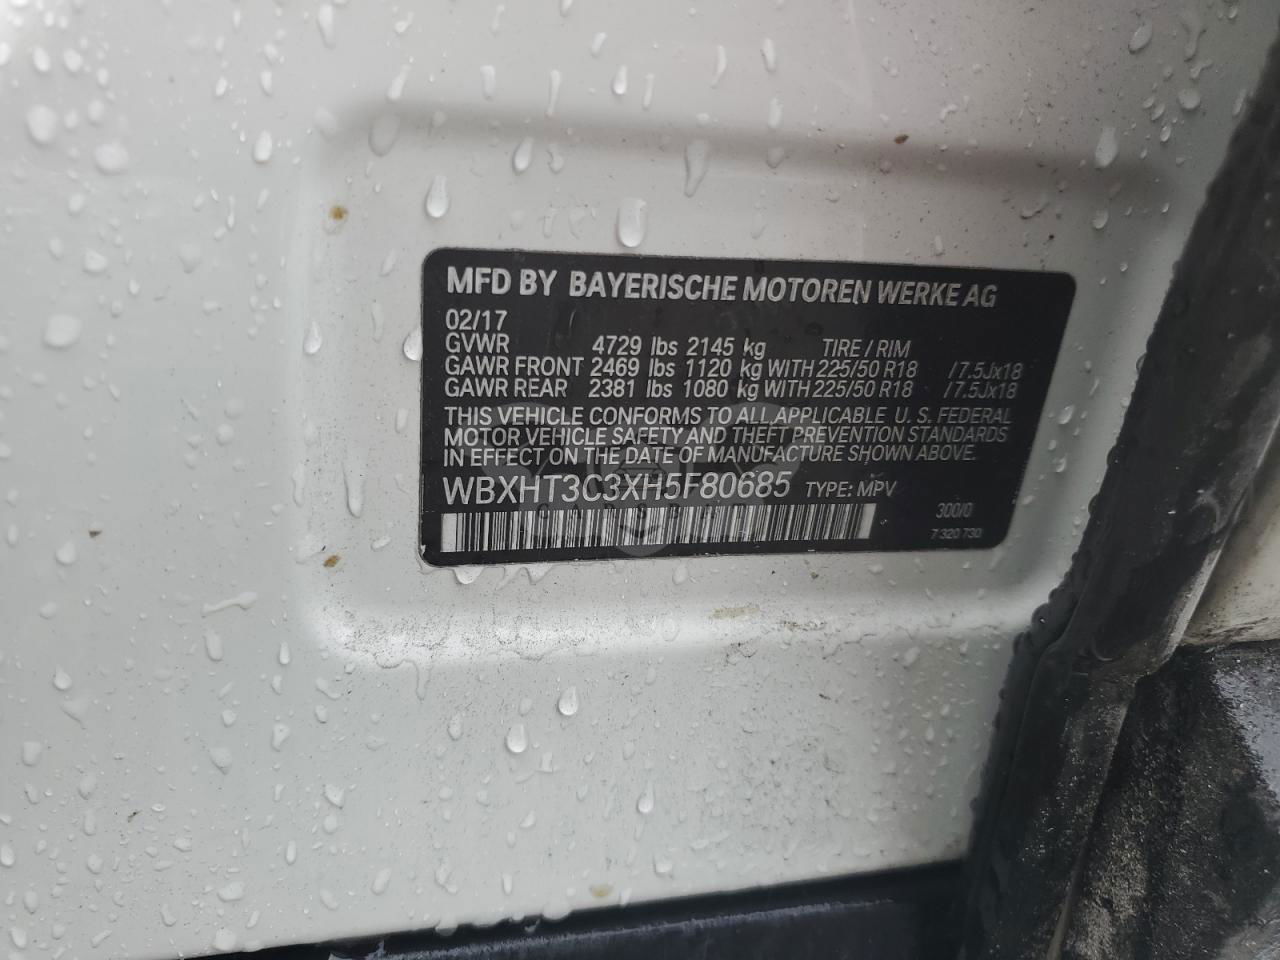 MFD BY BAYERISCHE MOTOREN WERKE AG
02/17
GVWR 4729 lbs 2145 kg TIRE / RIM
GAWR FRONT 2469 lbs 1120 kg WITH 225/50 R18 /7.5Jx18
GAWR REAR 2381 lbs 1080 kg WITH 225/50 R18 /7.5Jx18
THIS VEHICLE CONFORMS TO ALL APPLICABLE U. S. FEDERAL
MOTOR VEHICLE SAFETY AND THEFT PREVENTION STANDARDS
IN EFFECT ON THE DATE OF MANUFACTURE SHOWN ABOVE.
WBXHT3C3XH5F80685 TYPE: MPV
300/0
7 320 730